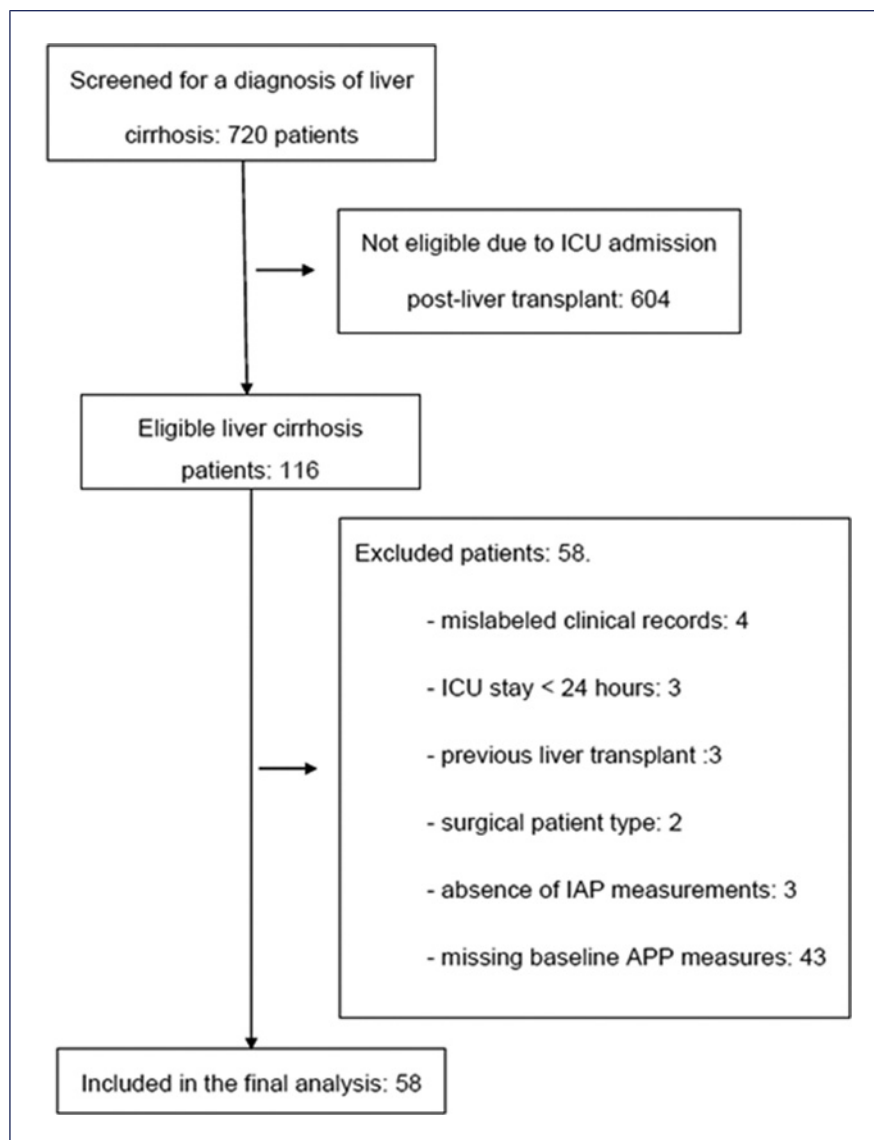 Screened for a diagnosis of liver
cirrhosis: 720 patients
Not eligible due to ICU admission
post-liver transplant: 604
Eligible liver cirrhosis
patients: 116
Excluded patients: 58.
- mislabeled clinical records: 4
- ICU stay < 24 hours: 3
- previous liver transplant :3
- surgical patient type: 2
- absence of IAP measurements: 3
- missing baseline APP measures: 43
Included in the final analysis: 58